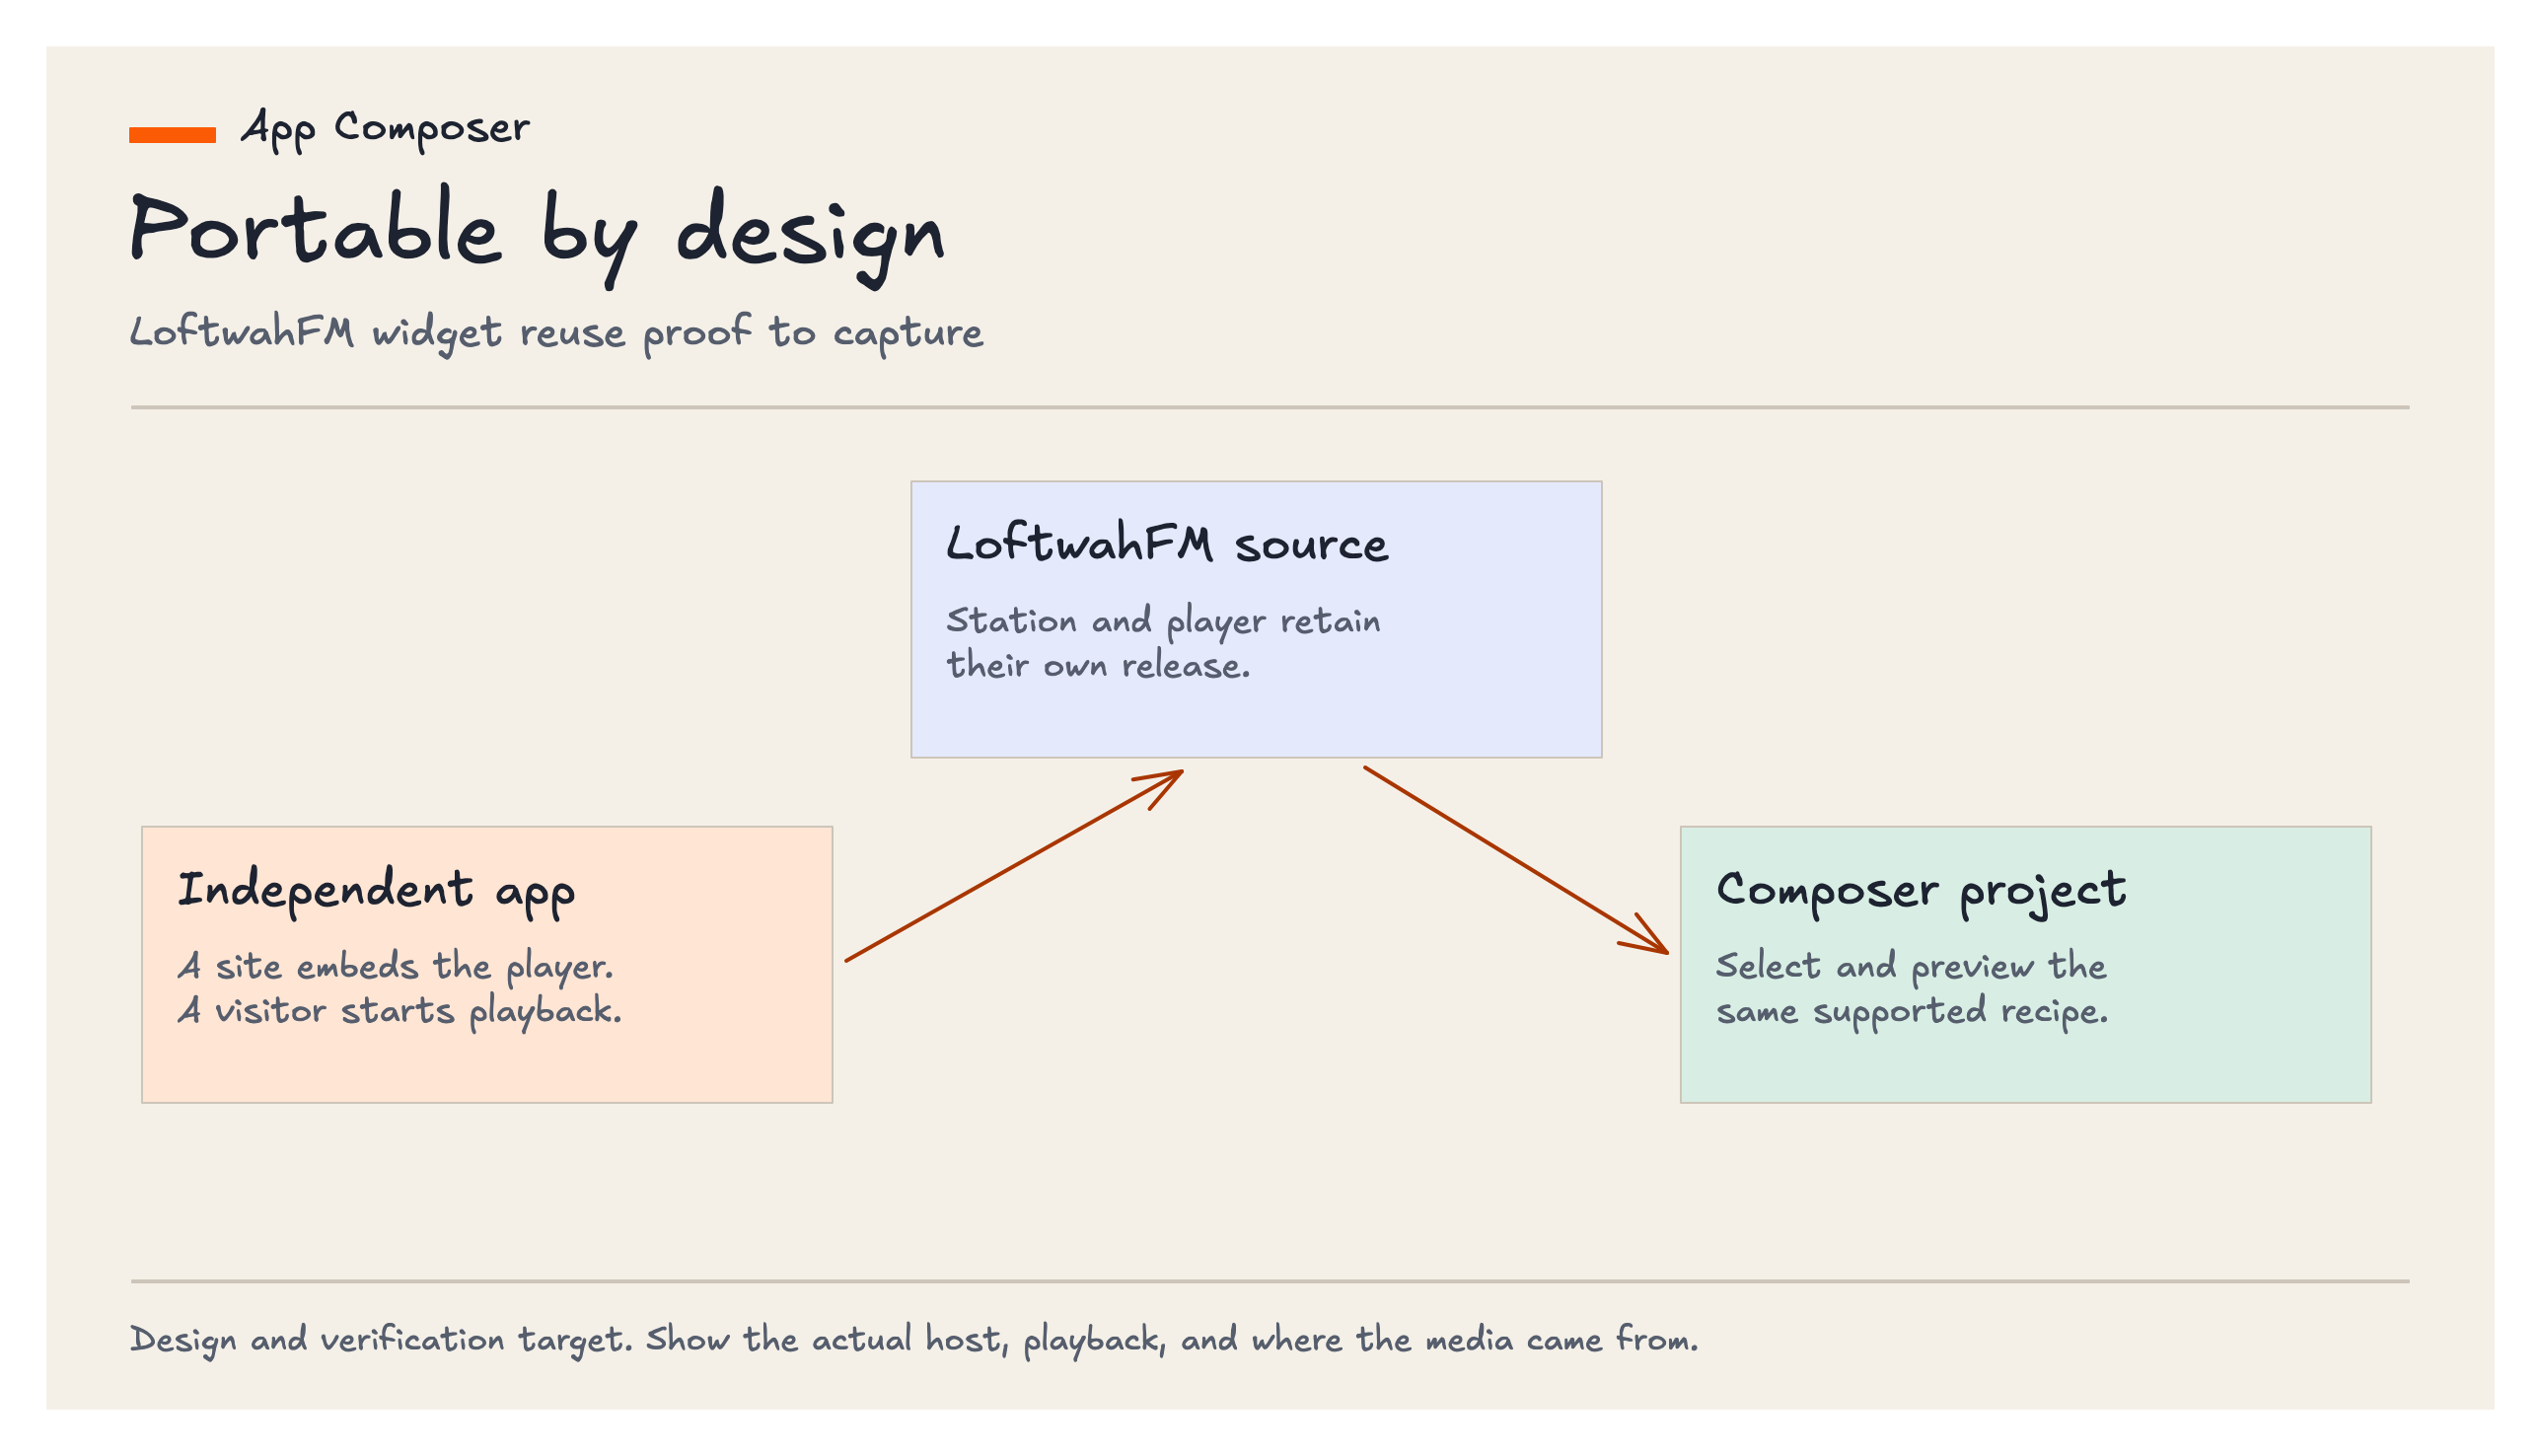 App Composer
Portable by design
LoftwahFM widget reuse proof to capture
LoftwahFM source
Station and player retain
their own release.
Independent app
A site embeds the player.
A visitor starts playback.
Composer project
Select and preview the
same supported recipe.
Design and verification target. Show the actual host, playback, and where the media came from.